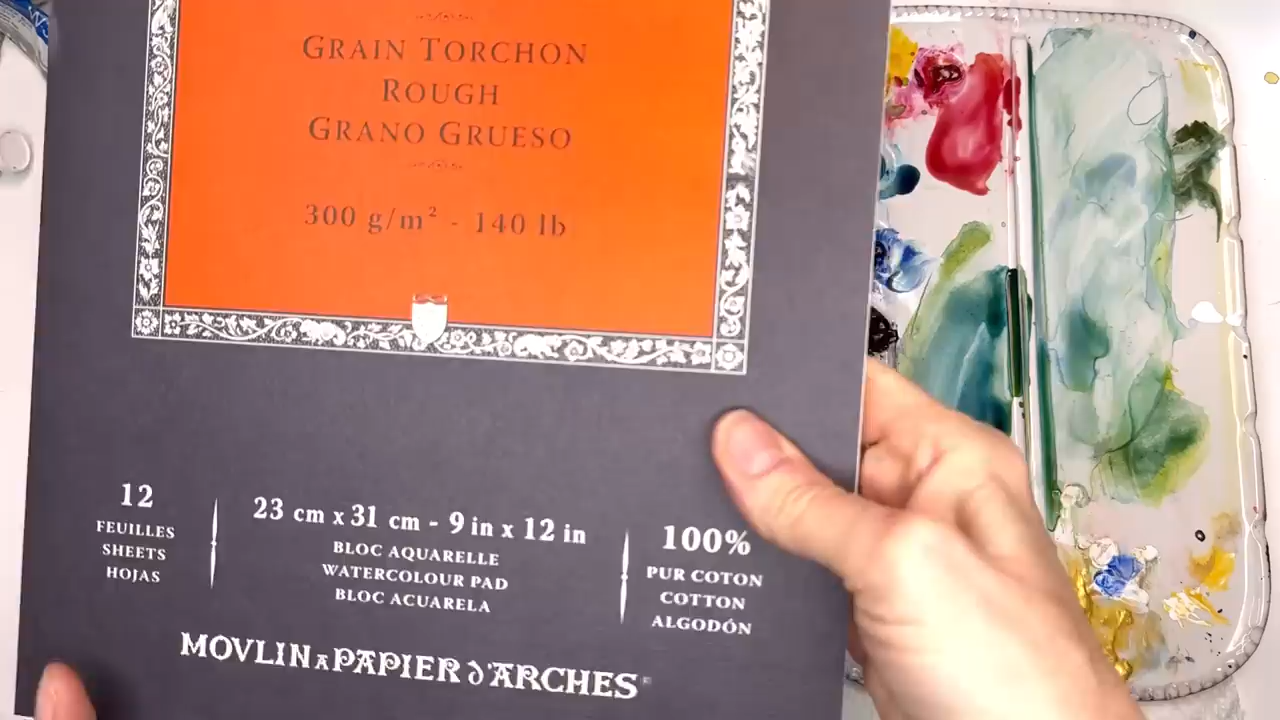 GRAIN TORCHON
ROUGH
GRANO GRUESO
300 g/m² - 140 lb
12
FEUILLES
SHEETS
HOJAS
23 cm x 31 cm - 9 in x 12 in
BLOC AQUARELLE
WATERCOLOUR PAD
BLOC ACUARELA
100%
PUR COTON
COTTON
ALGODÓN
MOVLIN A PAPIER d'ARCHES